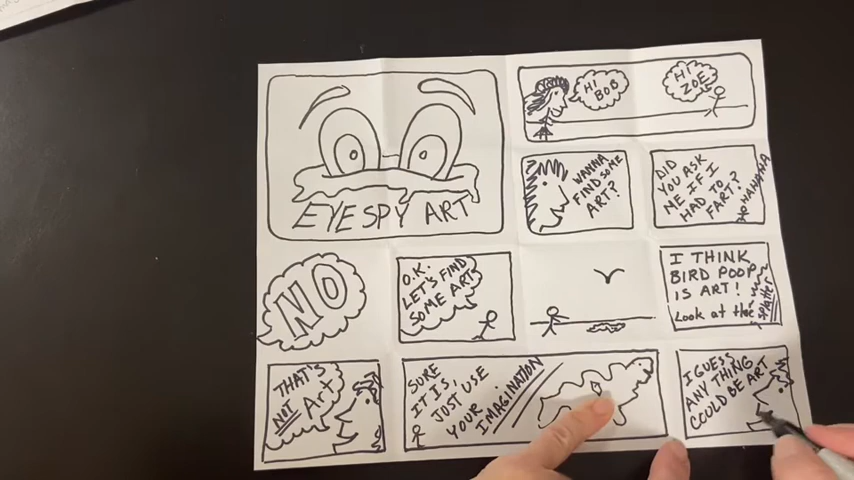 EYE SPY ART
HI
BOB
HI
ZOE
WANNA
FIND SOME
ART?
DID
YOU ASK
ME IF I
HAD TO
FART?
HAHAHA
NO
O.K.
LET'S FIND
SOME ART
I THINK
BIRD POOP
IS ART!
Look at the
splatter
THAT'S
NOT Art
SURE
IT IS,
JUST USE
YOUR
IMAGINATION
I GUESS
ANY THING
COULD BE ART